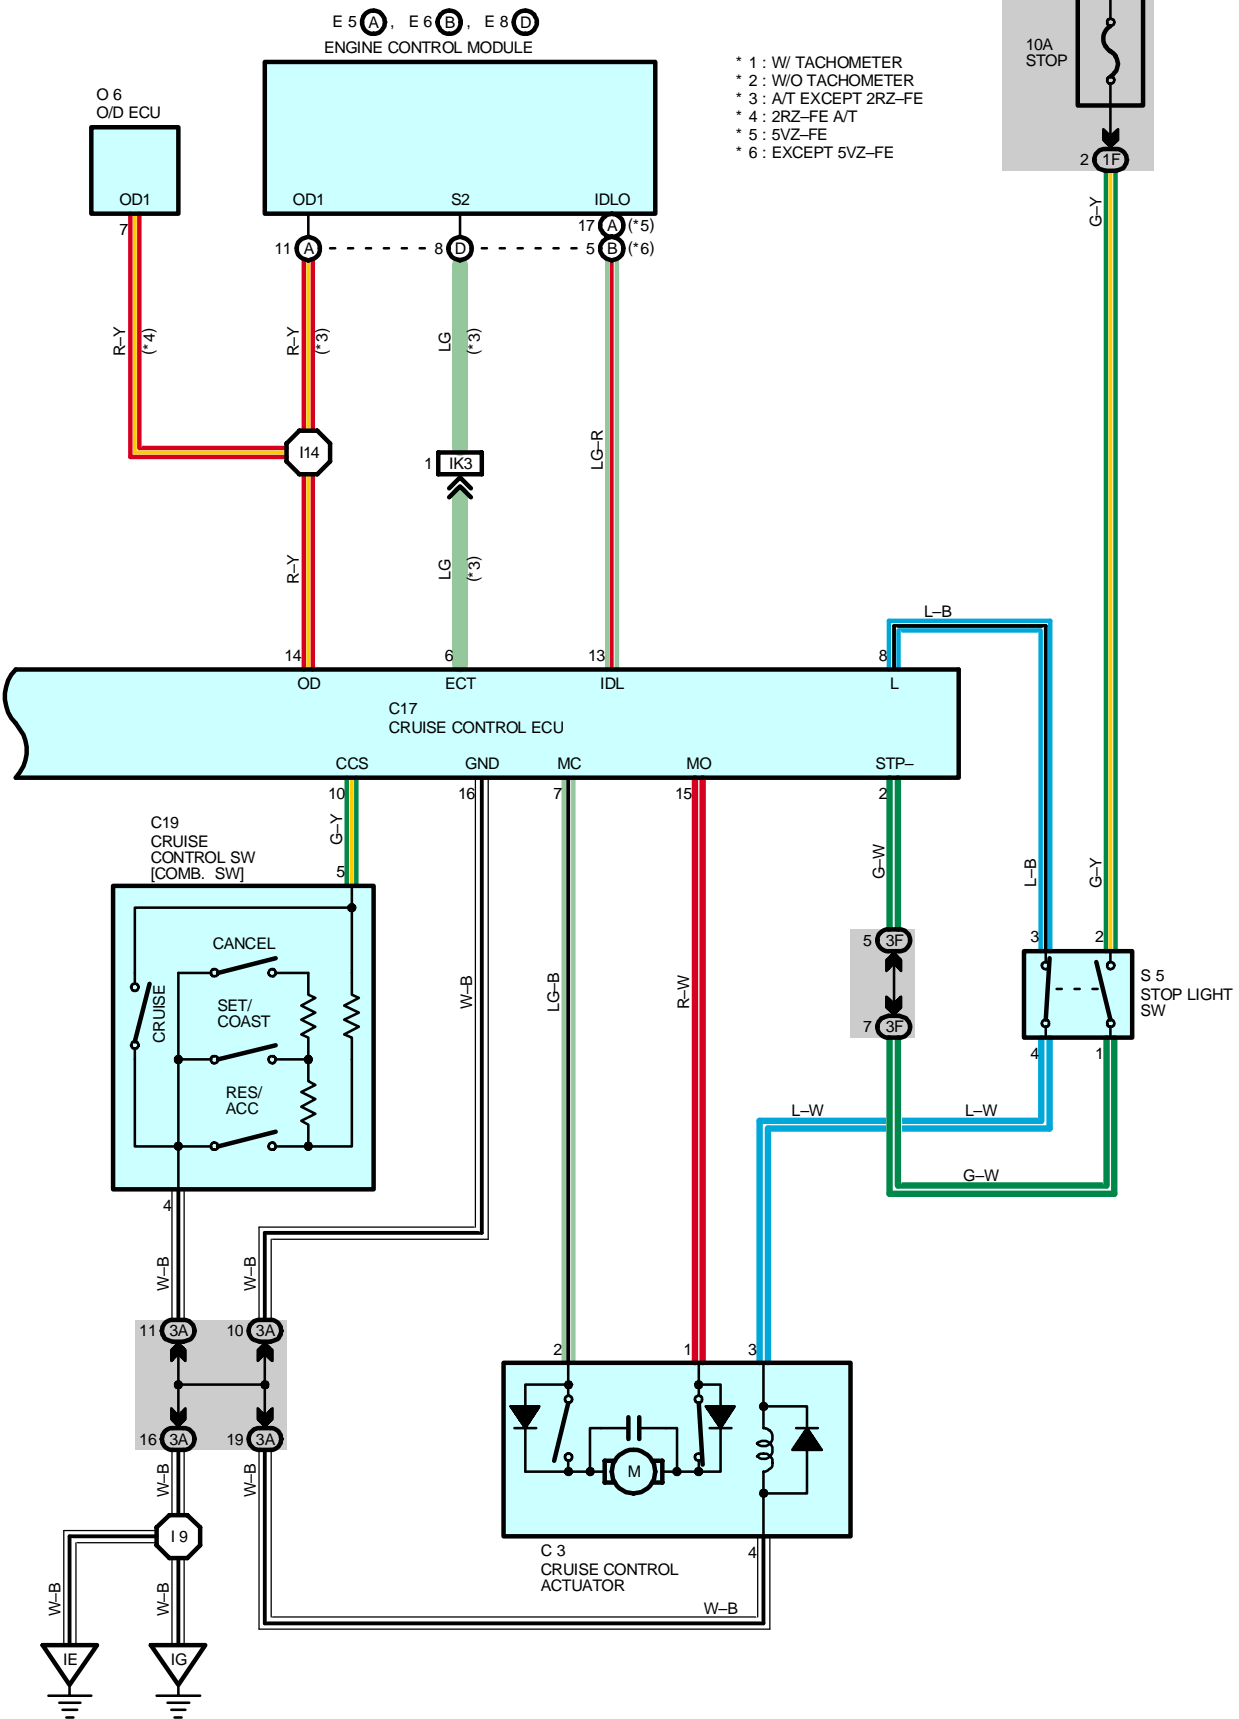 E 5 A , E 6 B , E 8 D
ENGINE CONTROL MODULE
10A
STOP
* 1 : W/ TACHOMETER
* 2 : W/O TACHOMETER
* 3 : A/T EXCEPT 2RZ–FE
* 4 : 2RZ–FE A/T
* 5 : 5VZ–FE
* 6 : EXCEPT 5VZ–FE
O 6
O/D ECU
2 1F
OD1
OD1 S2 IDLO
7
17 A (*5)
11 A 8 D 5 B (*6)
G–Y
R–Y
(*4)
R–Y
(*3)
LG
(*3)
LG–R
I14
1 IK3
R–Y
LG
(*3)
L–B
14 6 13 8
OD ECT IDL L
C17
CRUISE CONTROL ECU
CCS GND MC MO STP–
10 16 7 15 2
G–Y
G–W
L–B
G–Y
C19
CRUISE
CONTROL SW
[COMB. SW]
5
5 3F
3 2
CANCEL
CRUISE
SET/
COAST
W–B
LG–B
R–W
S 5
STOP LIGHT
SW
7 3F
4 1
RES/
ACC
L–W L–W
G–W
4
W–B
W–B
11 3A 10 3A
2 1 3
16 3A 19 3A
M
W–B
W–B
I 9
C 3
CRUISE CONTROL
ACTUATOR
4
W–B
W–B
W–B
IE IG